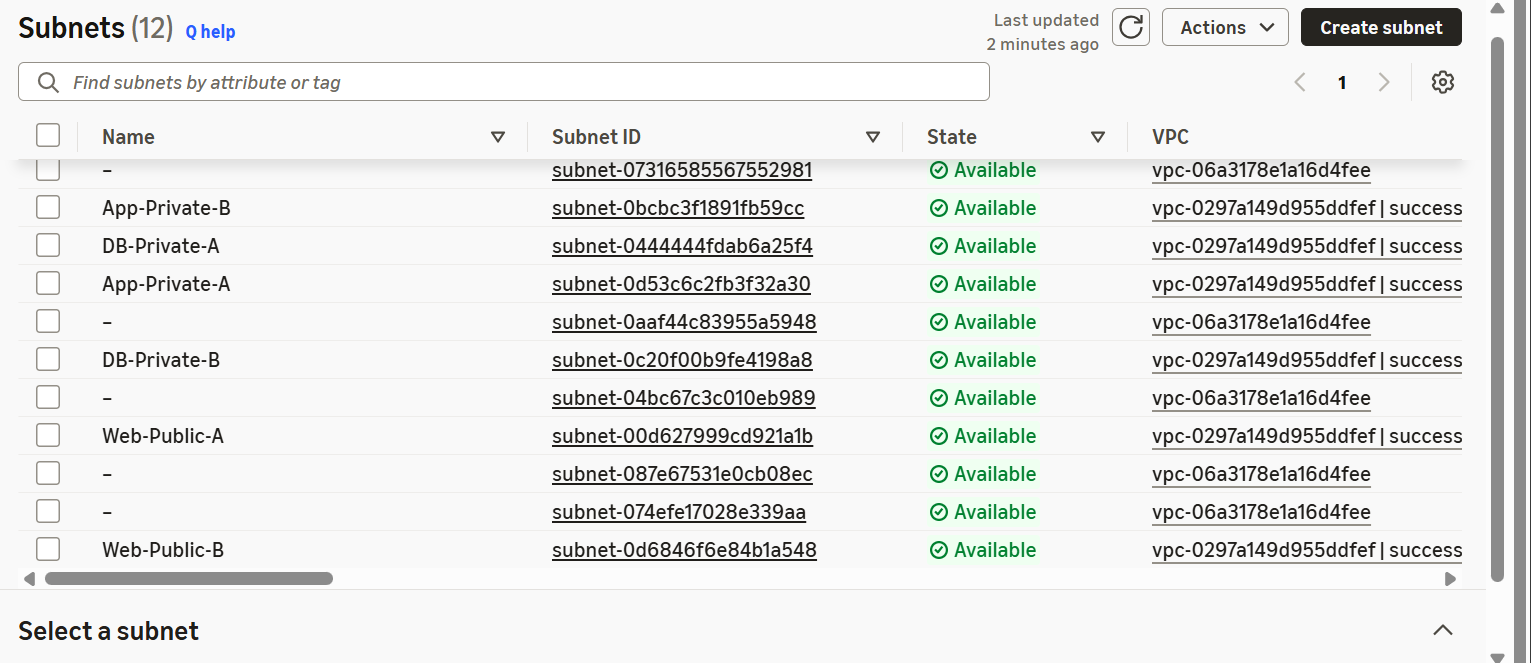 Subnets (12) Q help
Last updated
2 minutes ago
Actions
Create subnet
Find subnets by attribute or tag
1
Name Subnet ID State VPC
– subnet-07316585567552981 Available vpc-06a3178e1a16d4fee
App-Private-B subnet-0bcbc3f1891fb59cc Available vpc-0297a149d955ddfef | success
DB-Private-A subnet-0444444fdab6a25f4 Available vpc-0297a149d955ddfef | success
App-Private-A subnet-0d53c6c2fb3f32a30 Available vpc-0297a149d955ddfef | success
– subnet-0aaf44c83955a5948 Available vpc-06a3178e1a16d4fee
DB-Private-B subnet-0c20f00b9fe4198a8 Available vpc-0297a149d955ddfef | success
– subnet-04bc67c3c010eb989 Available vpc-06a3178e1a16d4fee
Web-Public-A subnet-00d627999cd921a1b Available vpc-0297a149d955ddfef | success
– subnet-087e67531e0cb08ec Available vpc-06a3178e1a16d4fee
– subnet-074efe17028e339aa Available vpc-06a3178e1a16d4fee
Web-Public-B subnet-0d6846f6e84b1a548 Available vpc-0297a149d955ddfef | success
Select a subnet